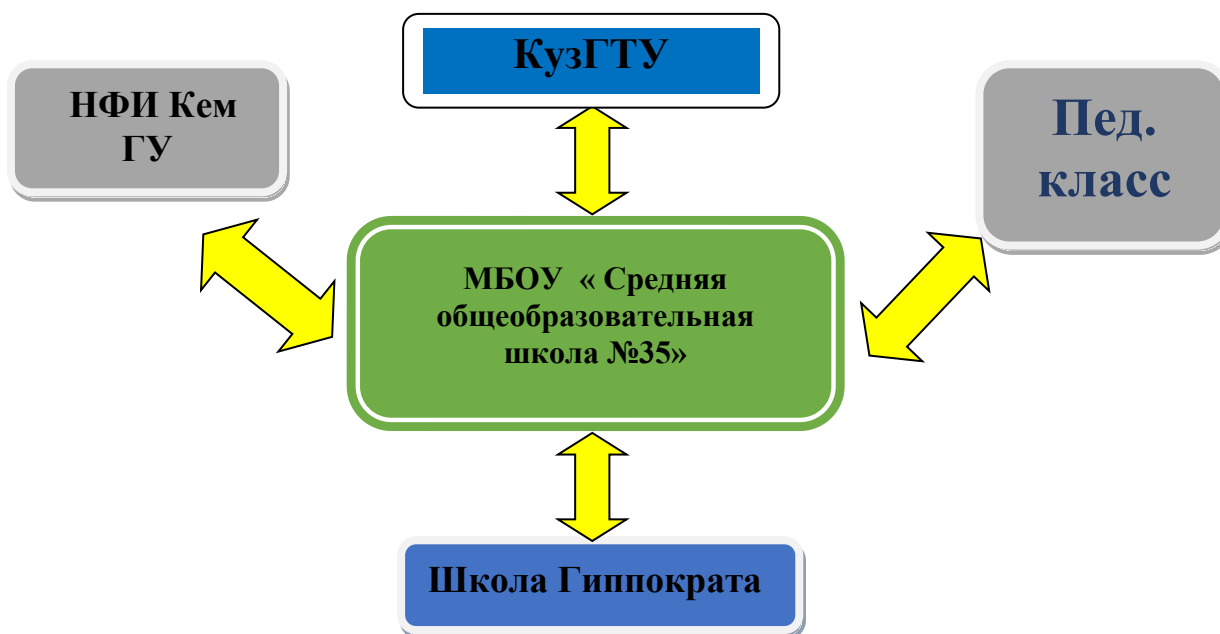 КузГТУ
НФИ Кем
ГУ
Пед.
класс
МБОУ « Средняя
общеобразовательная
школа №35»
Школа Гиппократа